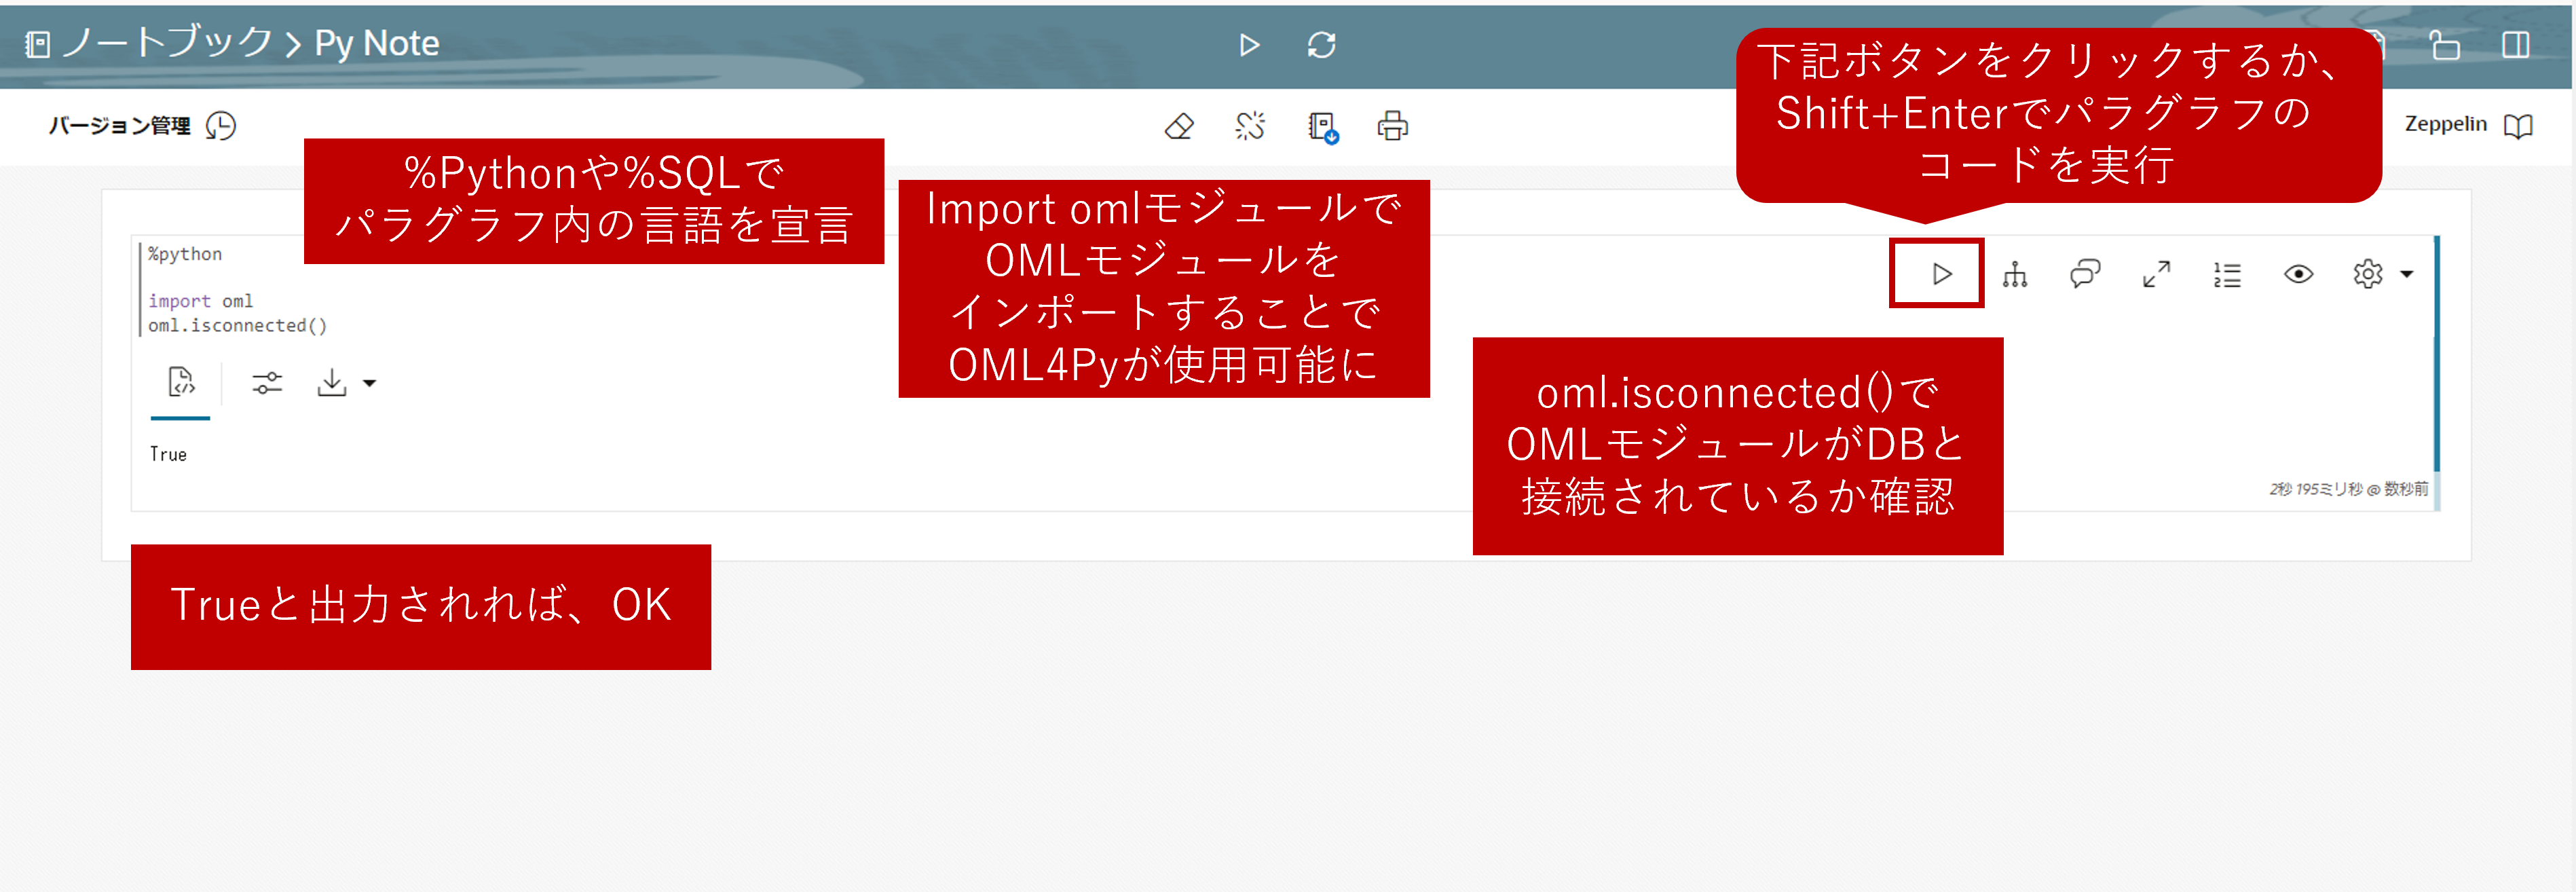 ノートブック > Py Note
下記ボタンをクリックするか、
Shift+Enterでパラグラフの
コードを実行
バージョン管理
Zeppelin
%Pythonや%SQLで
パラグラフ内の言語を宣言
Import omlモジュールで
OMLモジュールを
インポートすることで
OML4Pyが使用可能に
%python
import oml
oml.isconnected()
oml.isconnected()で
OMLモジュールがDBと
接続されているか確認
True
2秒 195ミリ秒 @ 数秒前
Trueと出力されれば、OK